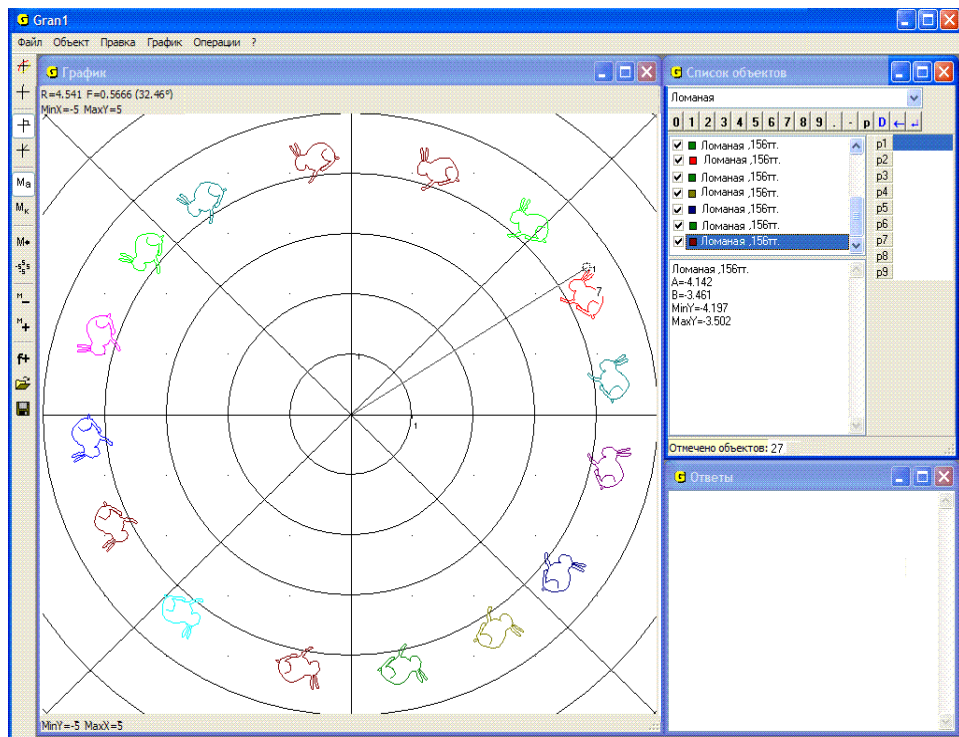 Gran1
Файл Объект Правка График Операции ?
График
R=4.541 F=0.5666 (32.46°)
MinX=-5 MaxY=5
Ma
Мк
М
М
М
f+
1
1
1
7
MinY=-5 MaxX=5
Список объектов
Ломаная
0 1 2 3 4 5 6 7 8 9 . - p D ← ↲
Ломаная ,156тт.
Ломаная ,156тт.
Ломаная ,156тт.
Ломаная ,156тт.
Ломаная ,156тт.
Ломаная ,156тт.
Ломаная ,156тт.
p1
p2
p3
p4
p5
p6
p7
p8
p9
Ломаная ,156тт.
A=-4.142
B=-3.461
MinY=-4.197
MaxY=-3.502
Отмечено объектов: 27
Ответы